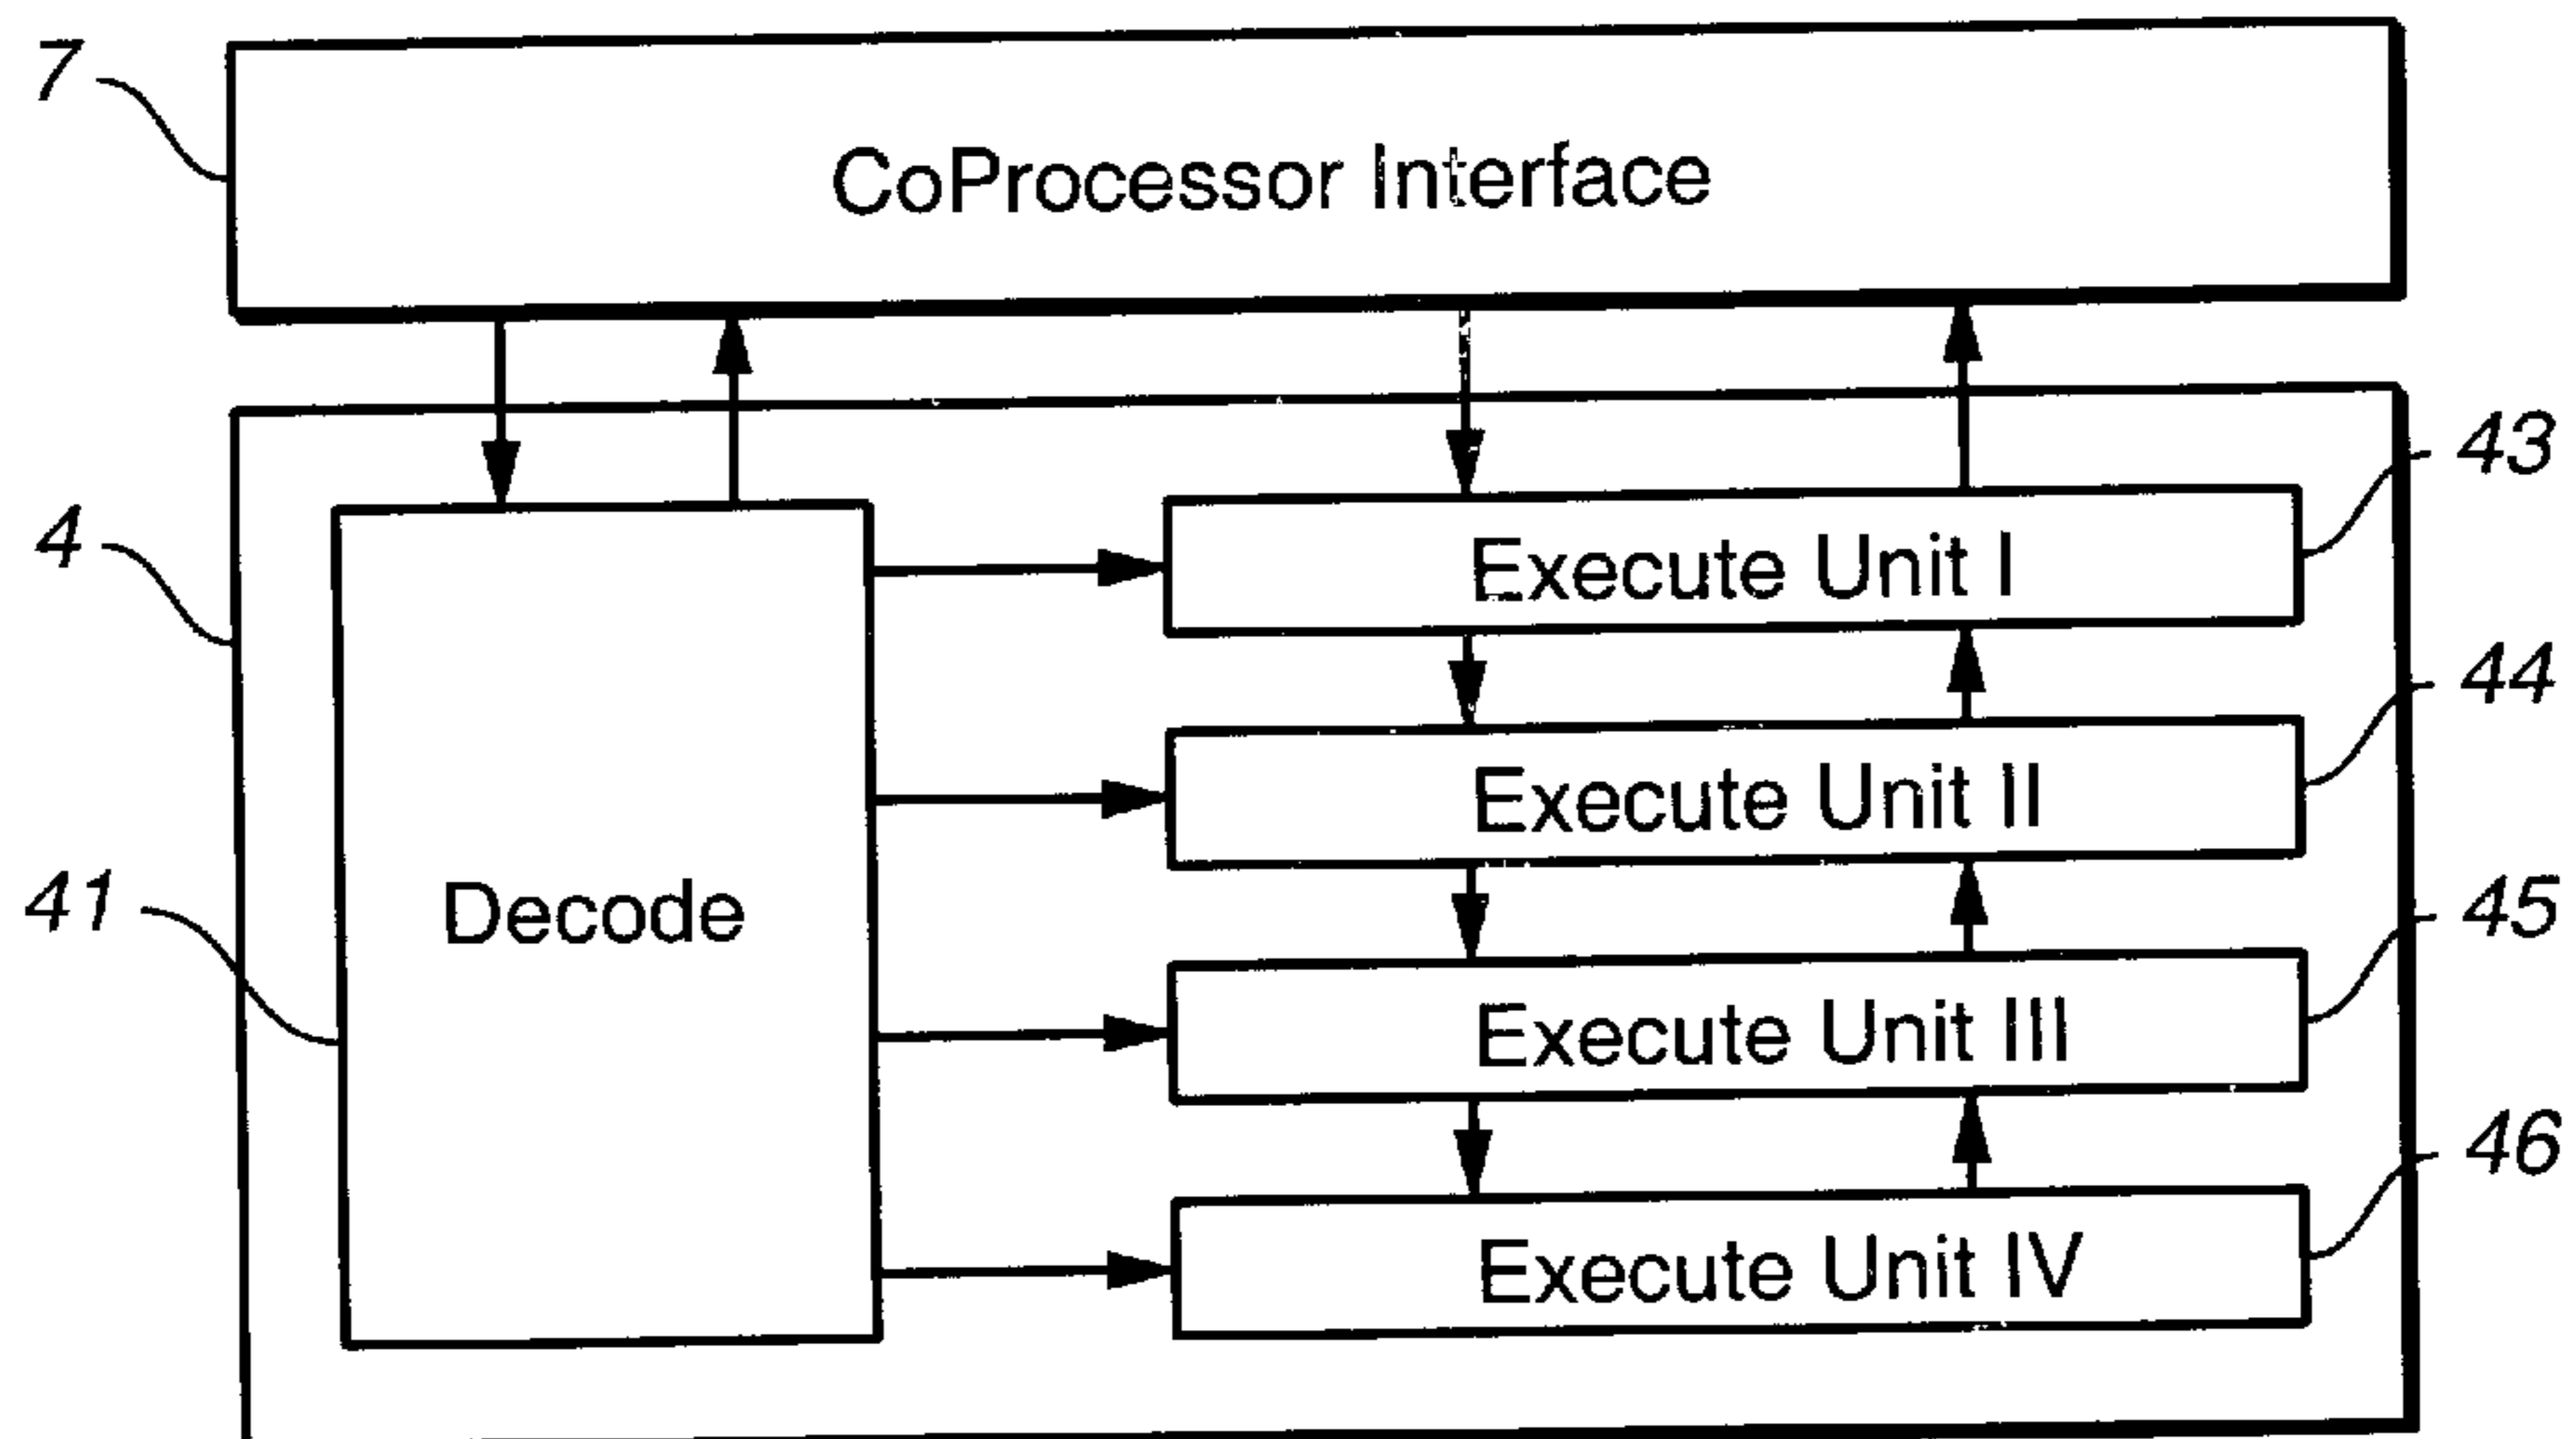 7
CoProcessor Interface
4
43
Execute Unit I
44
Execute Unit II
41
Decode
45
Execute Unit III
46
Execute Unit IV